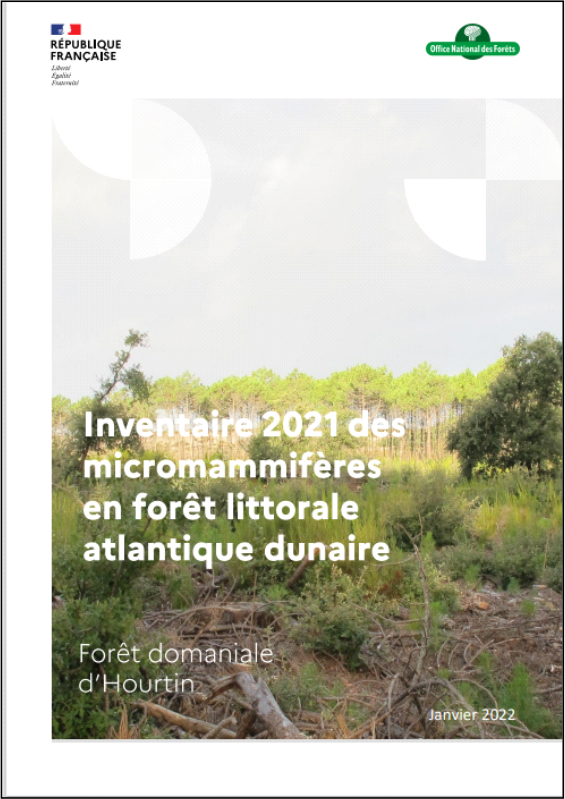 RÉPUBLIQUE
FRANÇAISE
Liberté
Égalité
Fraternité
Office National des Forêts
Inventaire 2021 des
micromammifères
en forêt littorale
atlantique dunaire
Forêt domaniale
d'Hourtin
Janvier 2022